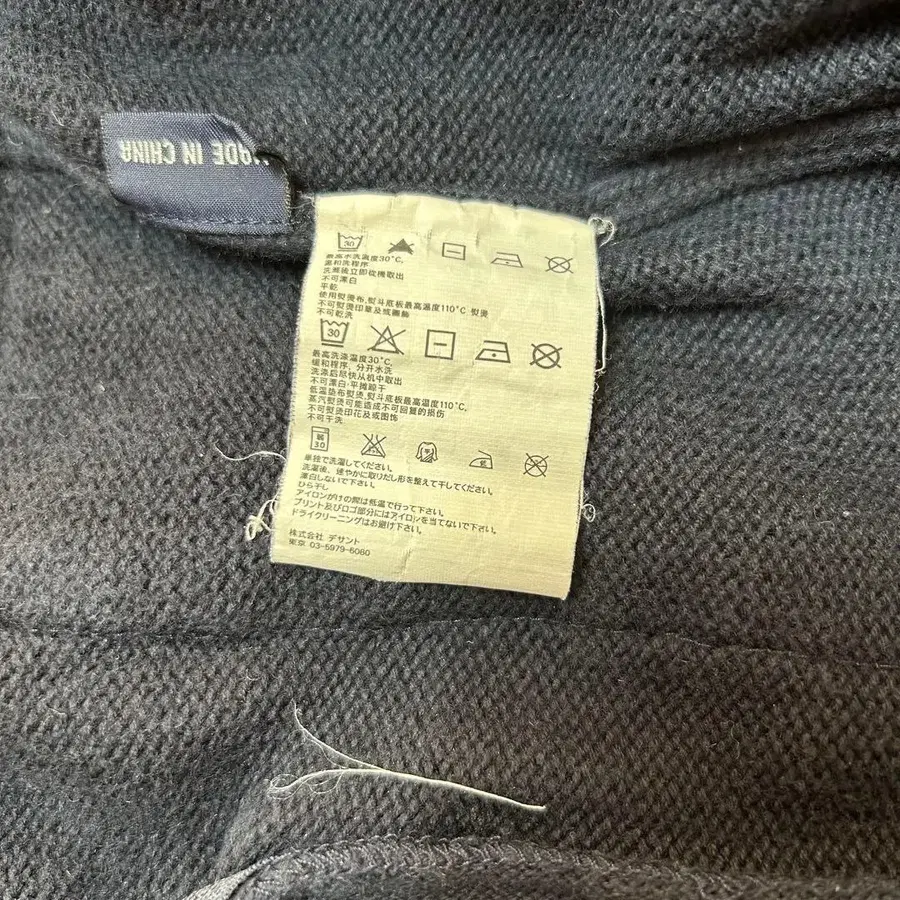 MADE IN CHINA
30
最高水洗溫度30°C,
溫和洗程序
洗滌後立即從機取出
不可漂白
平乾
使用熨燙布,熨斗底板最高溫度110°C 熨燙
不可熨燙印章及或圖飾
不可乾洗
30
最高洗涤温度30°C,
缓和程序, 分开水洗
洗涤后尽快从机中取出
不可漂白·平摊晾干
低温垫布熨烫,熨斗底板最高温度110°C,
蒸汽熨烫可能造成不可回复的损伤
不可熨烫印花及或图饰
不可干洗
弱
30
低
単独で洗濯してください。
洗濯後、速やかに取りだし形を整えて干してください。
漂白しないで下さい。
ひら干し
アイロンがけの際は低温で行って下さい。
プリント及びロゴ部分にはアイロンを当てないで下さい。
ドライクリーニングはお避け下さい。
株式会社 デサント
東京 03-5979-6080